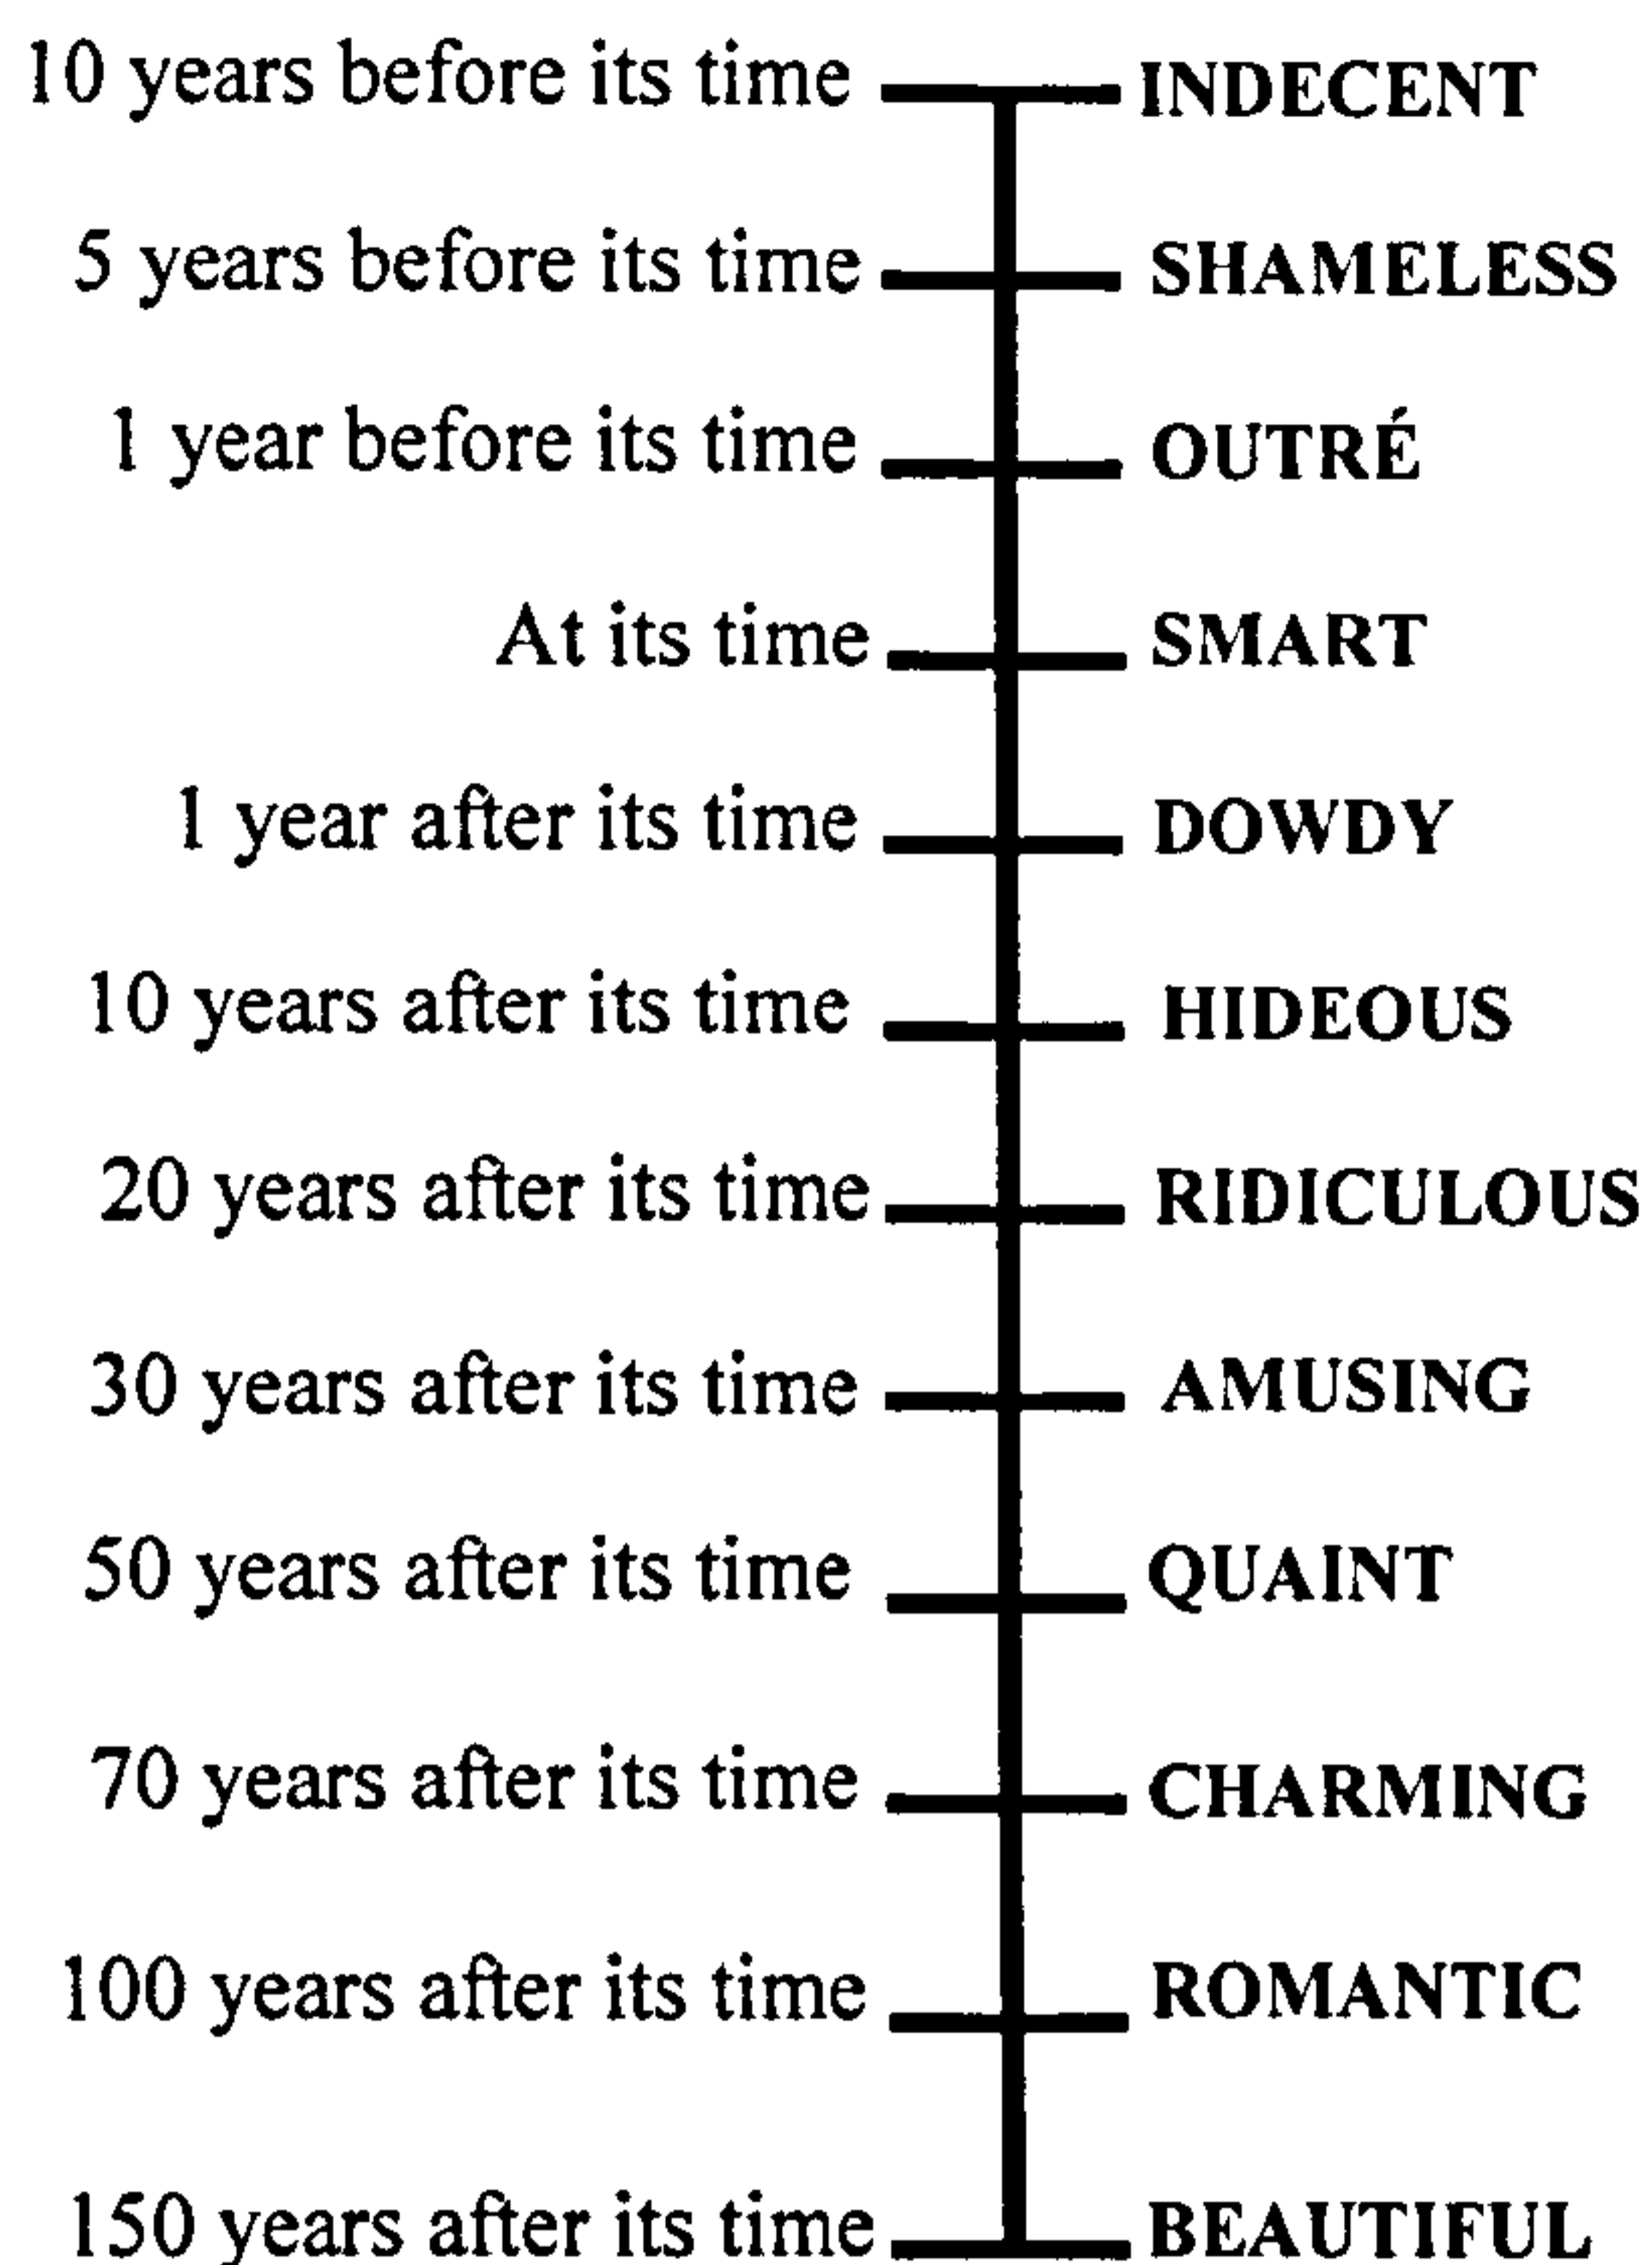 10 years before its time INDECENT
5 years before its time SHAMELESS
1 year before its time OUTRÉ
At its time SMART
1 year after its time DOWDY
10 years after its time HIDEOUS
20 years after its time RIDICULOUS
30 years after its time AMUSING
50 years after its time QUAINT
70 years after its time CHARMING
100 years after its time ROMANTIC
150 years after its time BEAUTIFUL